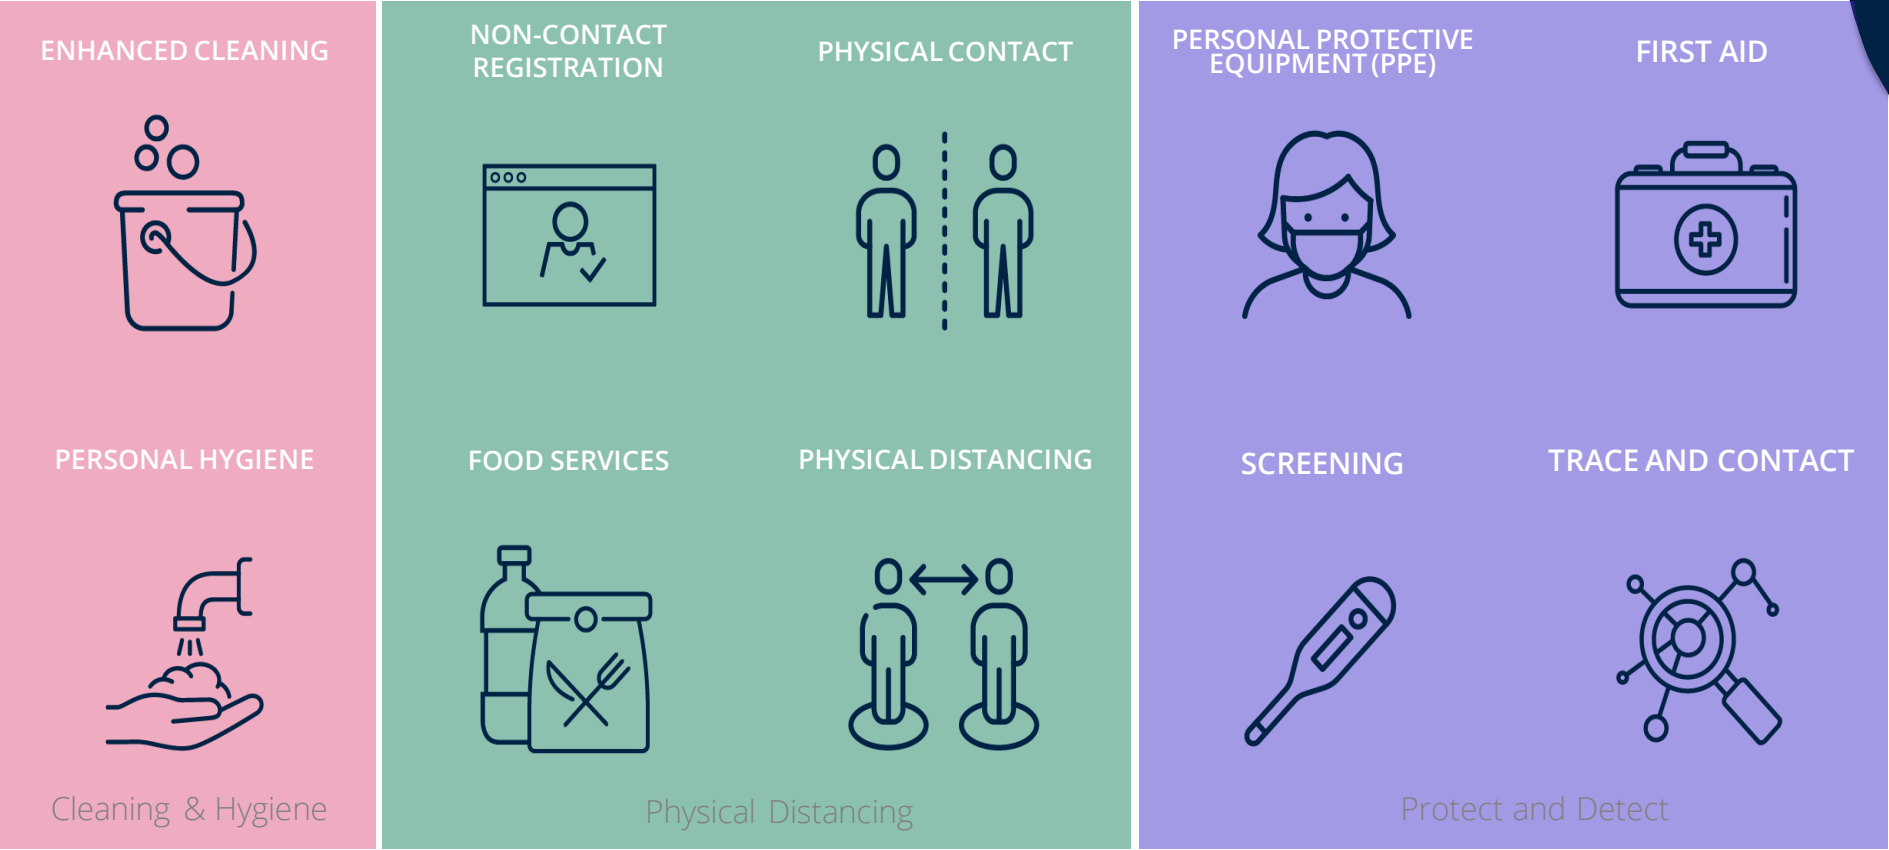 ENHANCED CLEANING
PERSONAL HYGIENE
Cleaning & Hygiene
NON-CONTACT
REGISTRATION
PHYSICAL CONTACT
FOOD SERVICES
PHYSICAL DISTANCING
Physical Distancing
PERSONAL PROTECTIVE
EQUIPMENT (PPE)
FIRST AID
SCREENING
TRACE AND CONTACT
Protect and Detect